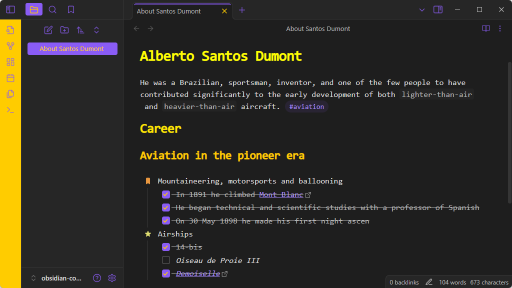 About Santos Dumont
About Santos Dumont
About Santos Dumont
Alberto Santos Dumont
He was a Brazilian, sportsman, inventor, and one of the few people to have
contributed significantly to the early development of both lighter-than-air
and heavier-than-air aircraft. #aviation
Career
Aviation in the pioneer era
Mountaineering, motorsports and ballooning
In 1891 he climbed Mont Blanc
He began technical and scientific studies with a professor of Spanish
On 30 May 1898 he made his first night ascen
Airships
14-bis
Oiseau de Proie III
Demoiselle
obsidian-co...
0 backlinks 104 words 673 characters